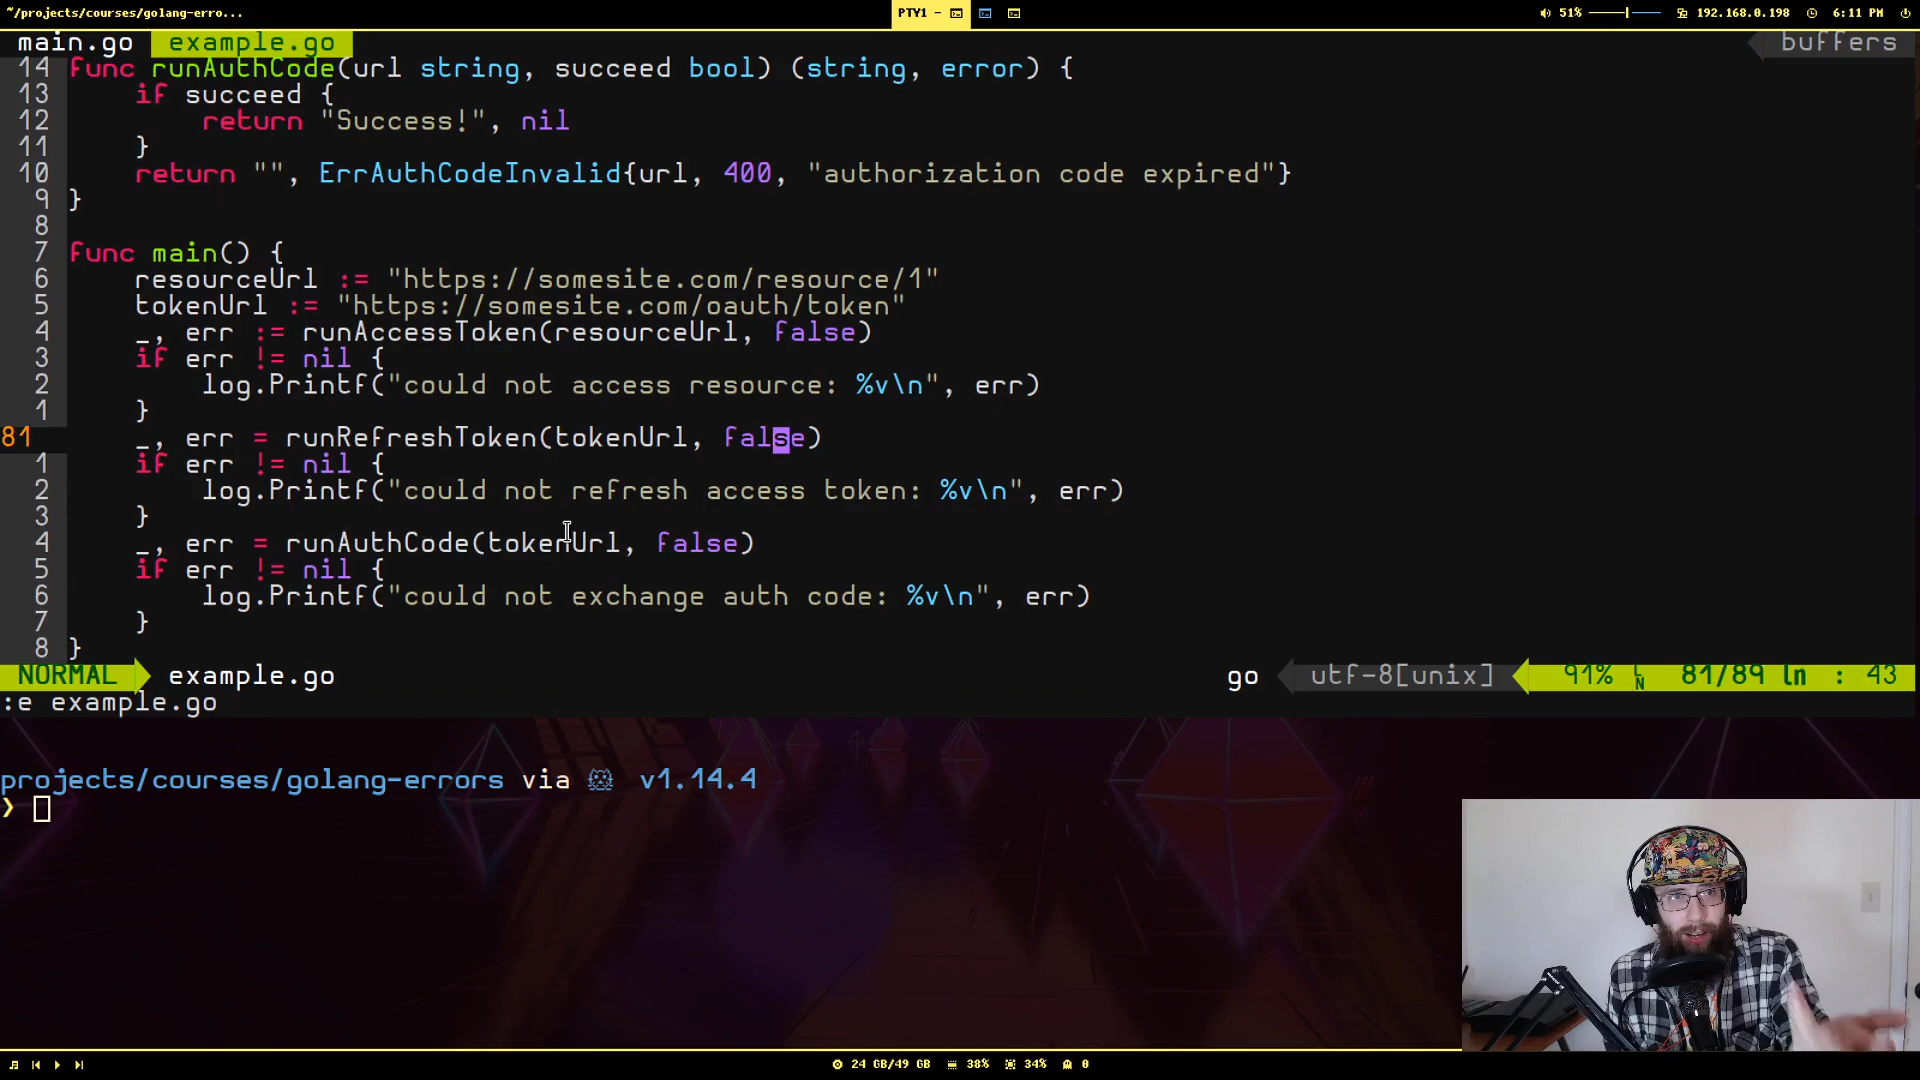 ~/projects/courses/golang-erro...
PTY1 -
51%
192.168.0.198
6:11 PM
main.go example.go
buffers
14 func runAuthCode(url string, succeed bool) (string, error) {
13 if succeed {
12 return "Success!", nil
11 }
10 return "", ErrAuthCodeInvalid{url, 400, "authorization code expired"}
9 }
8
7 func main() {
6 resourceUrl := "https://somesite.com/resource/1"
5 tokenUrl := "https://somesite.com/oauth/token"
4 _, err := runAccessToken(resourceUrl, false)
3 if err != nil {
2 log.Printf("could not access resource: %v\n", err)
1 }
81 _, err = runRefreshToken(tokenUrl, false)
1 if err != nil {
2 log.Printf("could not refresh access token: %v\n", err)
3 }
4 _, err = runAuthCode(tokenUrl, false)
5 if err != nil {
6 log.Printf("could not exchange auth code: %v\n", err)
7 }
8 }
NORMAL example.go go utf-8[unix] 91% LN 81/89 ln : 43
:e example.go
projects/courses/golang-errors via v1.14.4
❯
24 GB/49 GB 38% 34% 0